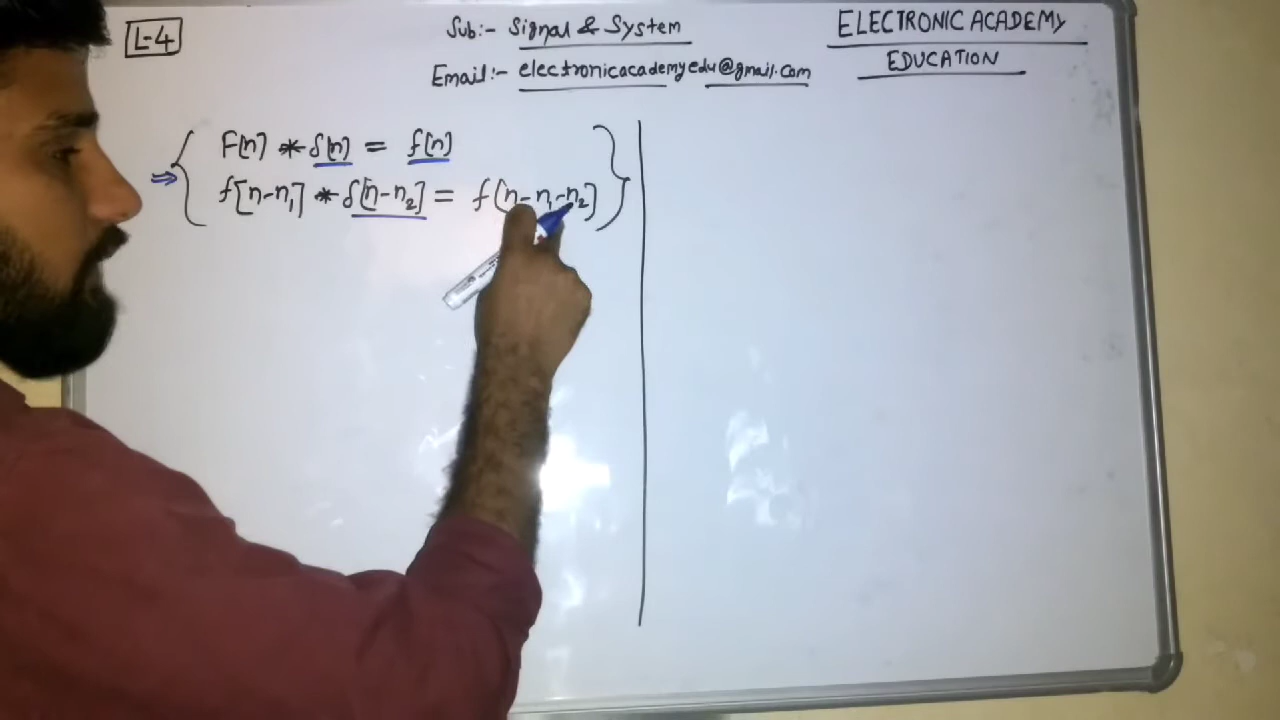 L-4
Sub:- Signal & System
Email:- electronicacademyedu@gmail.com
ELECTRONIC ACADEMY
EDUCATION
⇒ { F[n] * δ[n] = f[n]
f[n-n₁] * δ[n-n₂] = f[n-n₁-n₂] }